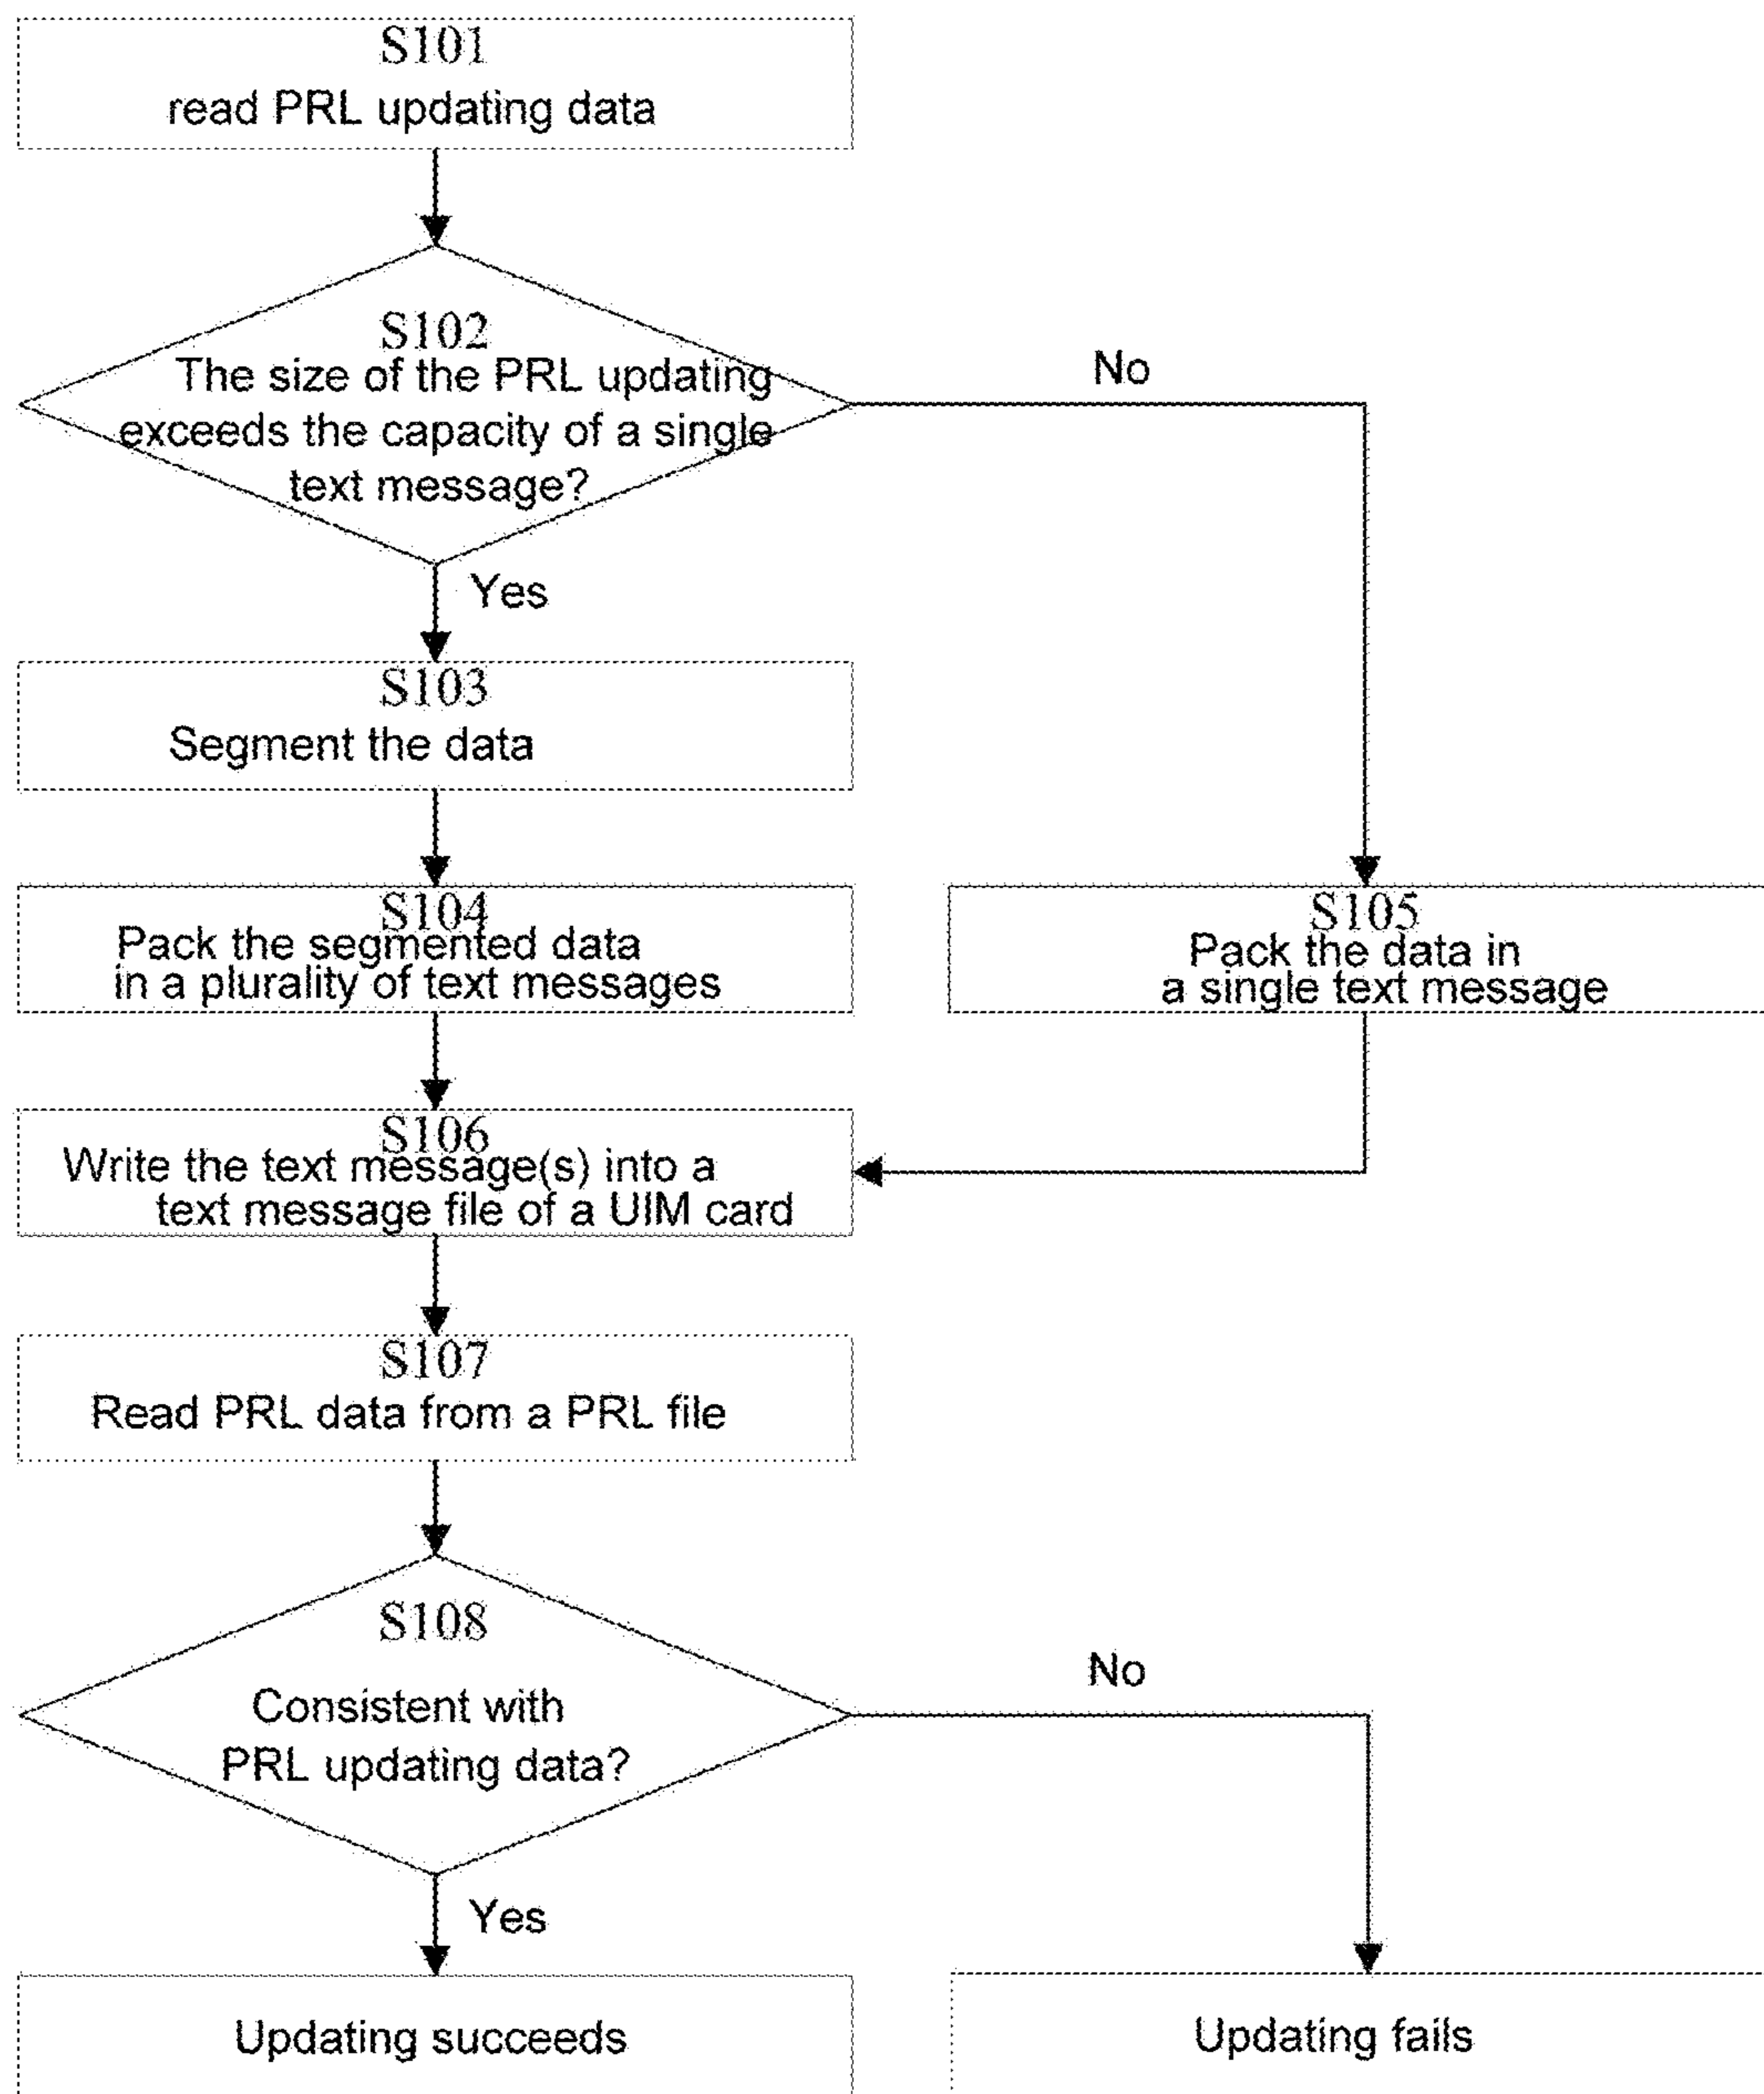 S101
read PRL updating data
S102
The size of the PRL updating
exceeds the capacity of a single
text message?
No
Yes
S103
Segment the data
S104
Pack the segmented data
in a plurality of text messages
S105
Pack the data in
a single text message
S106
Write the text message(s) into a
text message file of a UIM card
S107
Read PRL data from a PRL file
S108
Consistent with
PRL updating data?
No
Yes
Updating succeeds
Updating fails